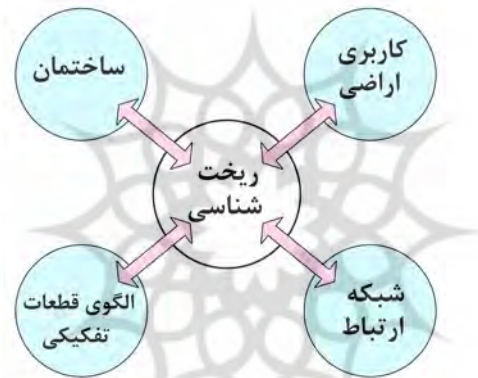 کاربری
اراضی
ساختمان
ریخت
شناسی
شبکه
ارتباط
الگوی قطعات
تفکیکی